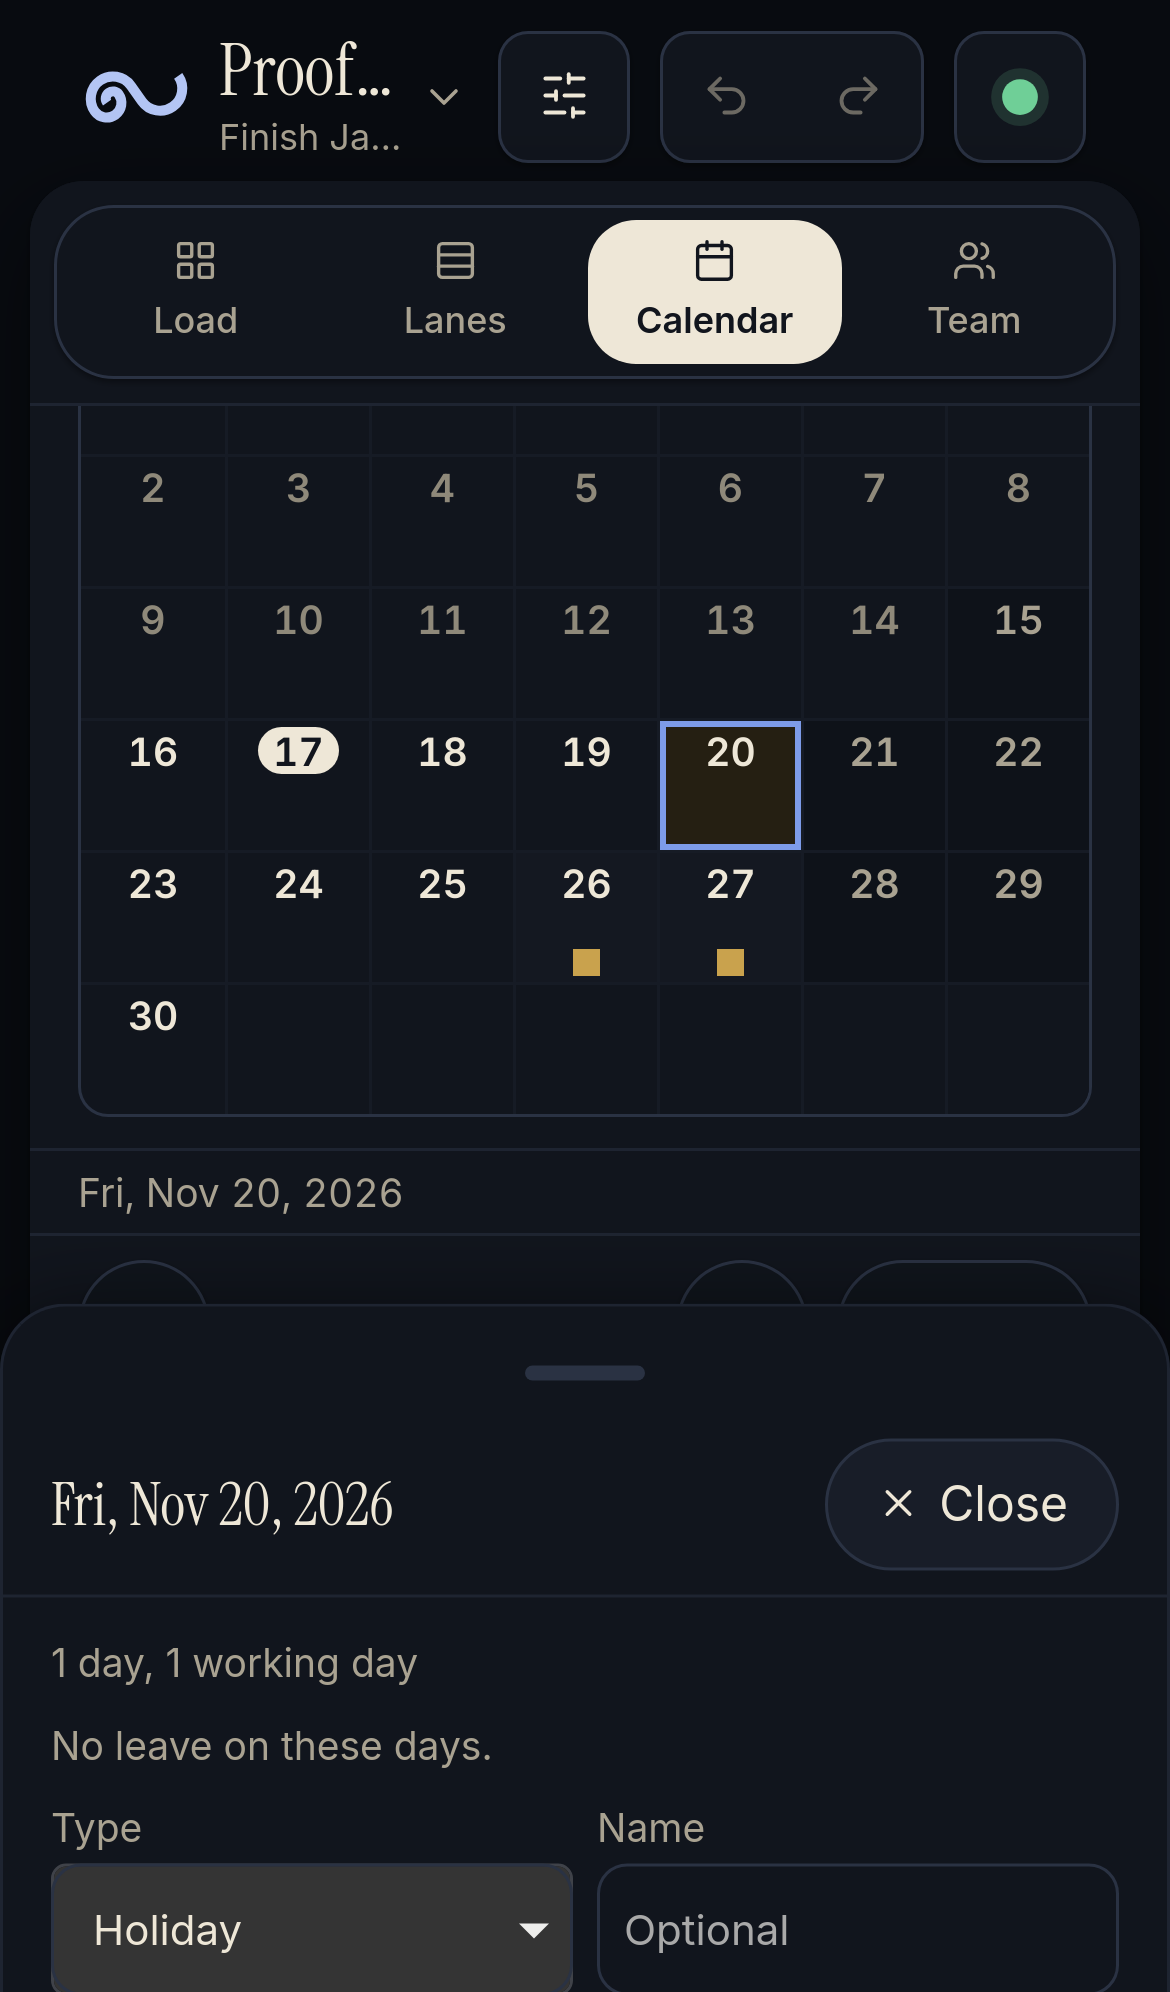 Proof...
Finish Ja...
Load Lanes Calendar Team
2 3 4 5 6 7 8
9 10 11 12 13 14 15
16 17 18 19 20 21 22
23 24 25 26 27 28 29
30
Fri, Nov 20, 2026
Fri, Nov 20, 2026
Close
1 day, 1 working day
No leave on these days.
Type Name
Holiday Optional